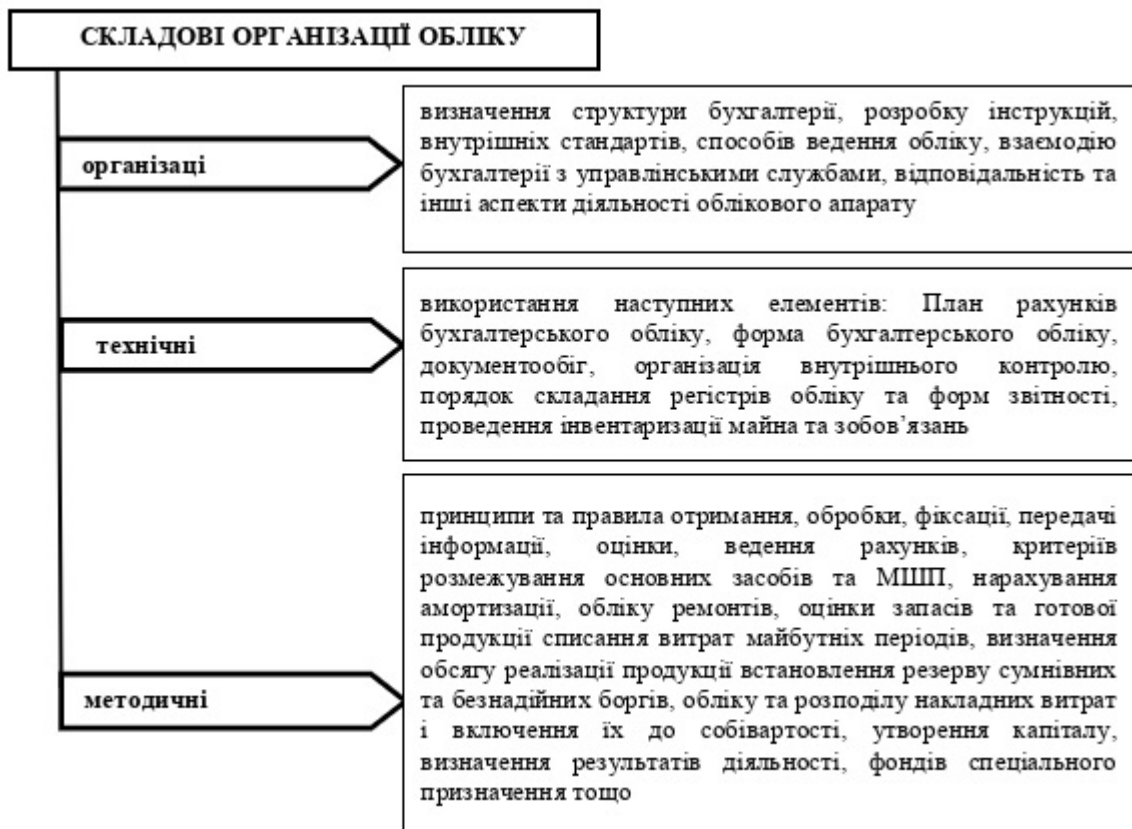 СКЛАДОВІ ОРГАНІЗАЦІЇ ОБЛІКУ
організаці
визначення структури бухгалтерії, розробку інструкцій,
внутрішніх стандартів, способів ведення обліку, взаємодію
бухгалтерії з управлінськими службами, відповідальність та
інші аспекти діяльності облікового апарату
технічні
використання наступних елементів: План рахунків
бухгалтерського обліку, форма бухгалтерського обліку,
документообіг, організація внутрішнього контролю,
порядок складання регістрів обліку та форм звітності,
проведення інвентаризації майна та зобов’язань
методичні
принципи та правила отримання, обробки, фіксації, передачі
інформації, оцінки, ведення рахунків, критеріїв
розмежування основних засобів та МШП, нарахування
амортизації, обліку ремонтів, оцінки запасів та готової
продукції списання витрат майбутніх періодів, визначення
обсягу реалізації продукції встановлення резерву сумнівних
та безнадійних боргів, обліку та розподілу накладних витрат
і включення їх до собівартості, утворення капіталу,
визначення результатів діяльності, фондів спеціального
призначення тощо